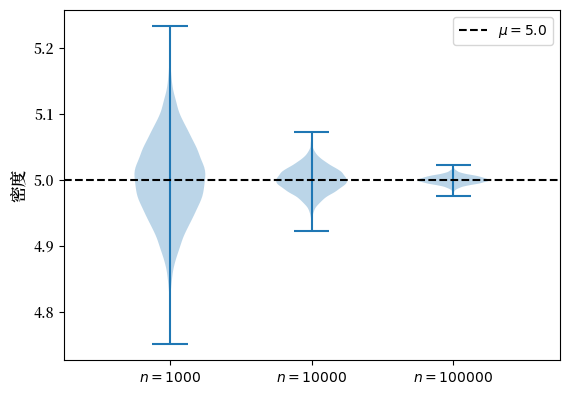 μ = 5.0
5.2
5.1
5.0
4.9
4.8
密度
n = 1000
n = 10000
n = 100000